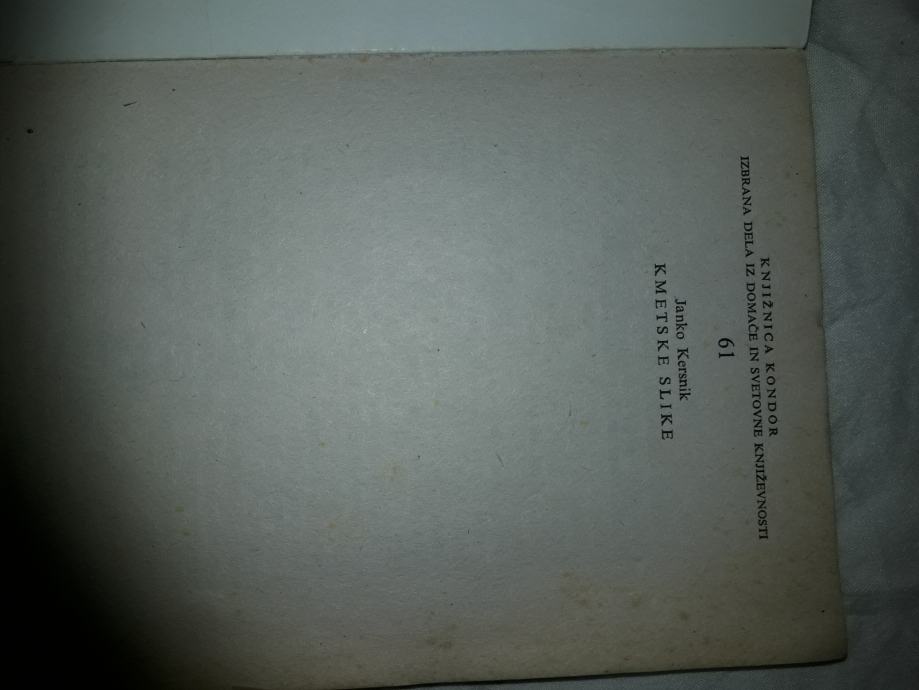 KNJIŽNICA KONDOR
IZBRANA DELA IZ DOMAČE IN SVETOVNE KNJIŽEVNOSTI
61
Janko Kersnik
KMETSKE SLIKE